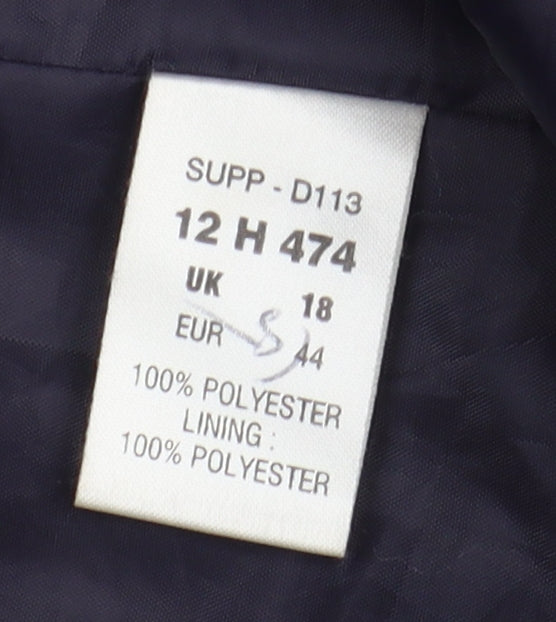 SUPP - D113
12 H 474
UK 18
EUR 44
100% POLYESTER
LINING :
100% POLYESTER